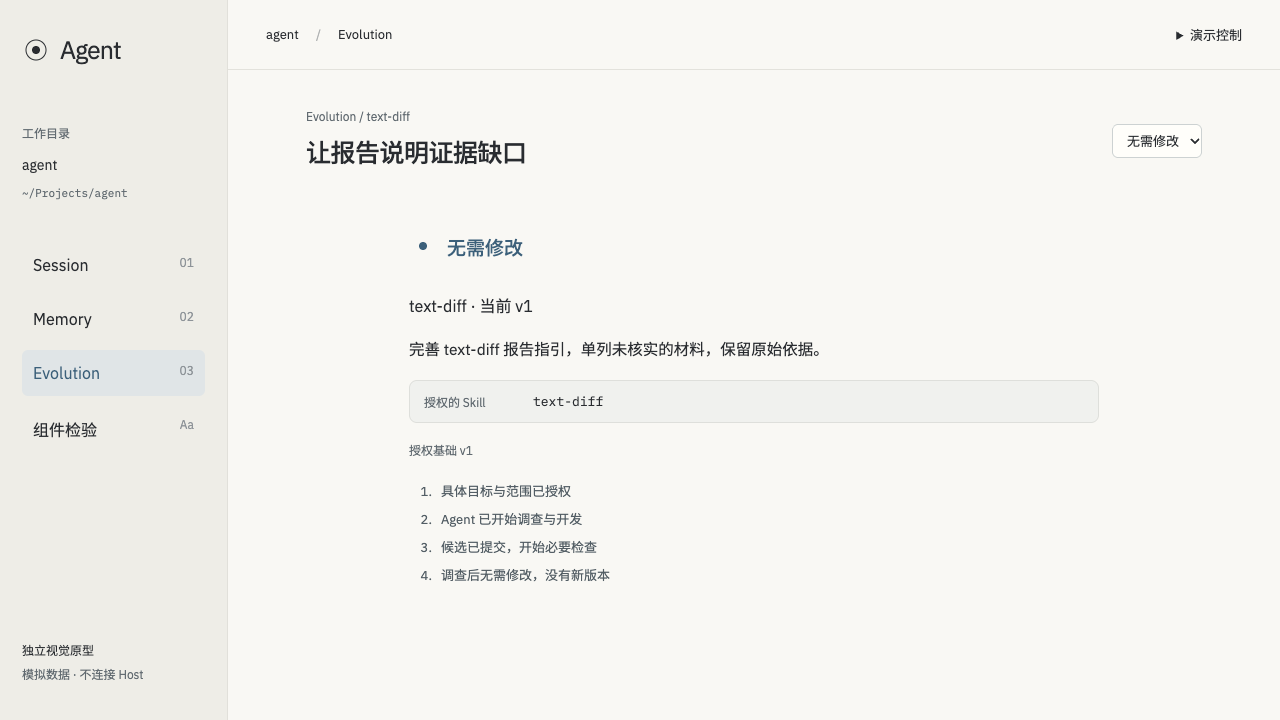 Agent
工作目录
agent
~/Projects/agent
Session 01
Memory 02
Evolution 03
组件检验 Aa
独立视觉原型
模拟数据 · 不连接 Host
agent / Evolution
▶ 演示控制
Evolution / text-diff
让报告说明证据缺口
无需修改
无需修改
text-diff · 当前 v1
完善 text-diff 报告指引，单列未核实的材料，保留原始依据。
授权的 Skill text-diff
授权基础 v1
1. 具体目标与范围已授权
2. Agent 已开始调查与开发
3. 候选已提交，开始必要检查
4. 调查后无需修改，没有新版本